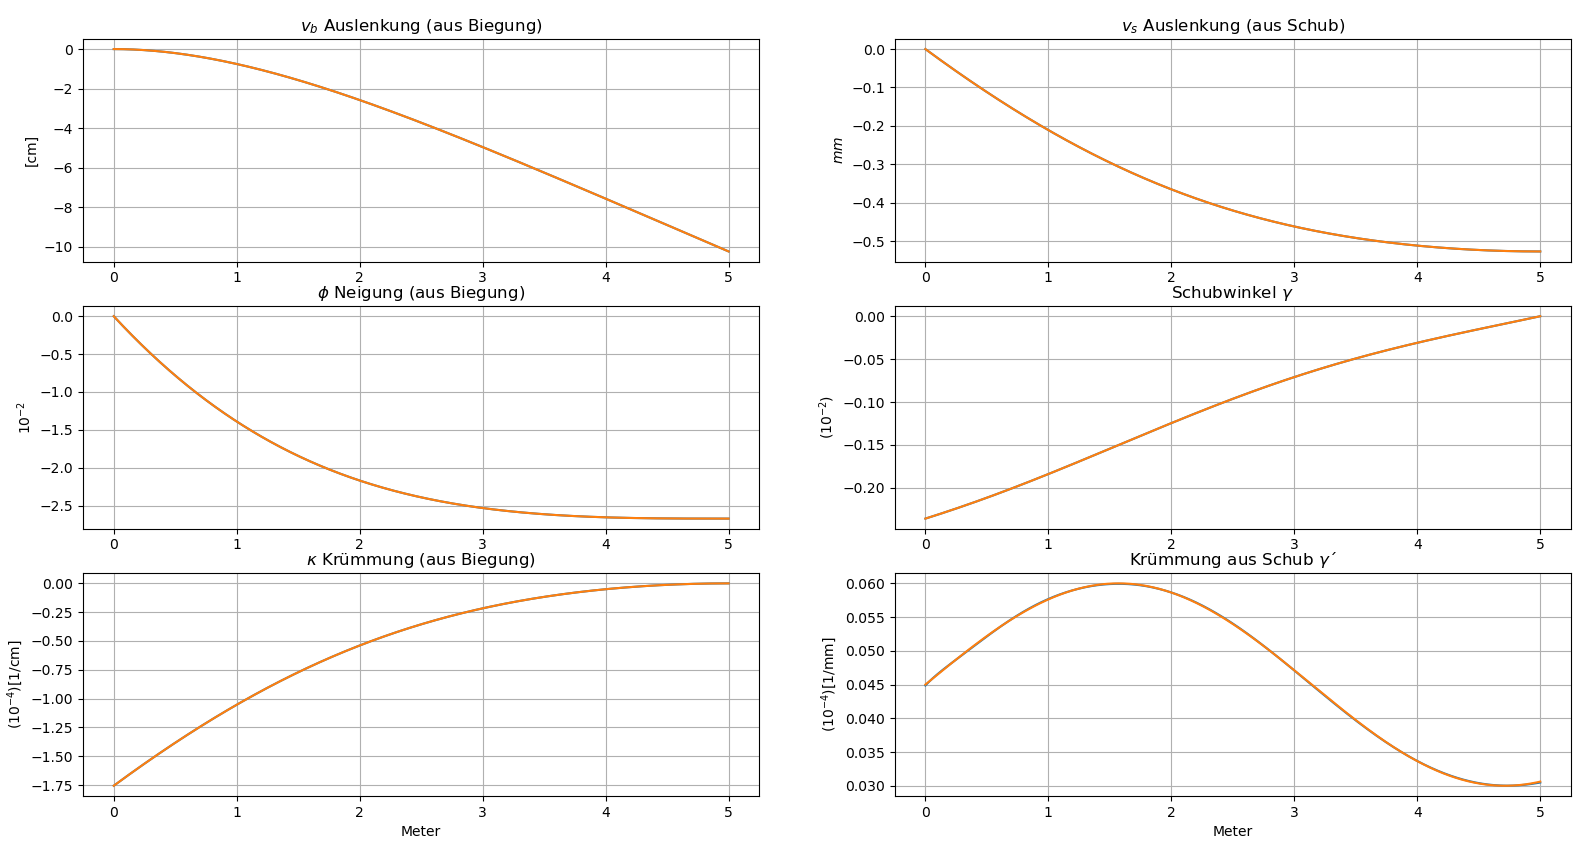 v_b Auslenkung (aus Biegung)
0
−2
−4
−6
−8
−10
[cm]
0 1 2 3 4 5
v_s Auslenkung (aus Schub)
0.0
−0.1
−0.2
−0.3
−0.4
−0.5
mm
0 1 2 3 4 5
ϕ Neigung (aus Biegung)
0.0
−0.5
−1.0
−1.5
−2.0
−2.5
10⁻²
0 1 2 3 4 5
Schubwinkel γ
0.00
−0.05
−0.10
−0.15
−0.20
(10⁻²)
0 1 2 3 4 5
κ Krümmung (aus Biegung)
0.00
−0.25
−0.50
−0.75
−1.00
−1.25
−1.50
−1.75
(10⁻⁴)[1/cm]
0 1 2 3 4 5
Meter
Krümmung aus Schub γ´
0.060
0.055
0.050
0.045
0.040
0.035
0.030
(10⁻⁴)[1/mm]
0 1 2 3 4 5
Meter